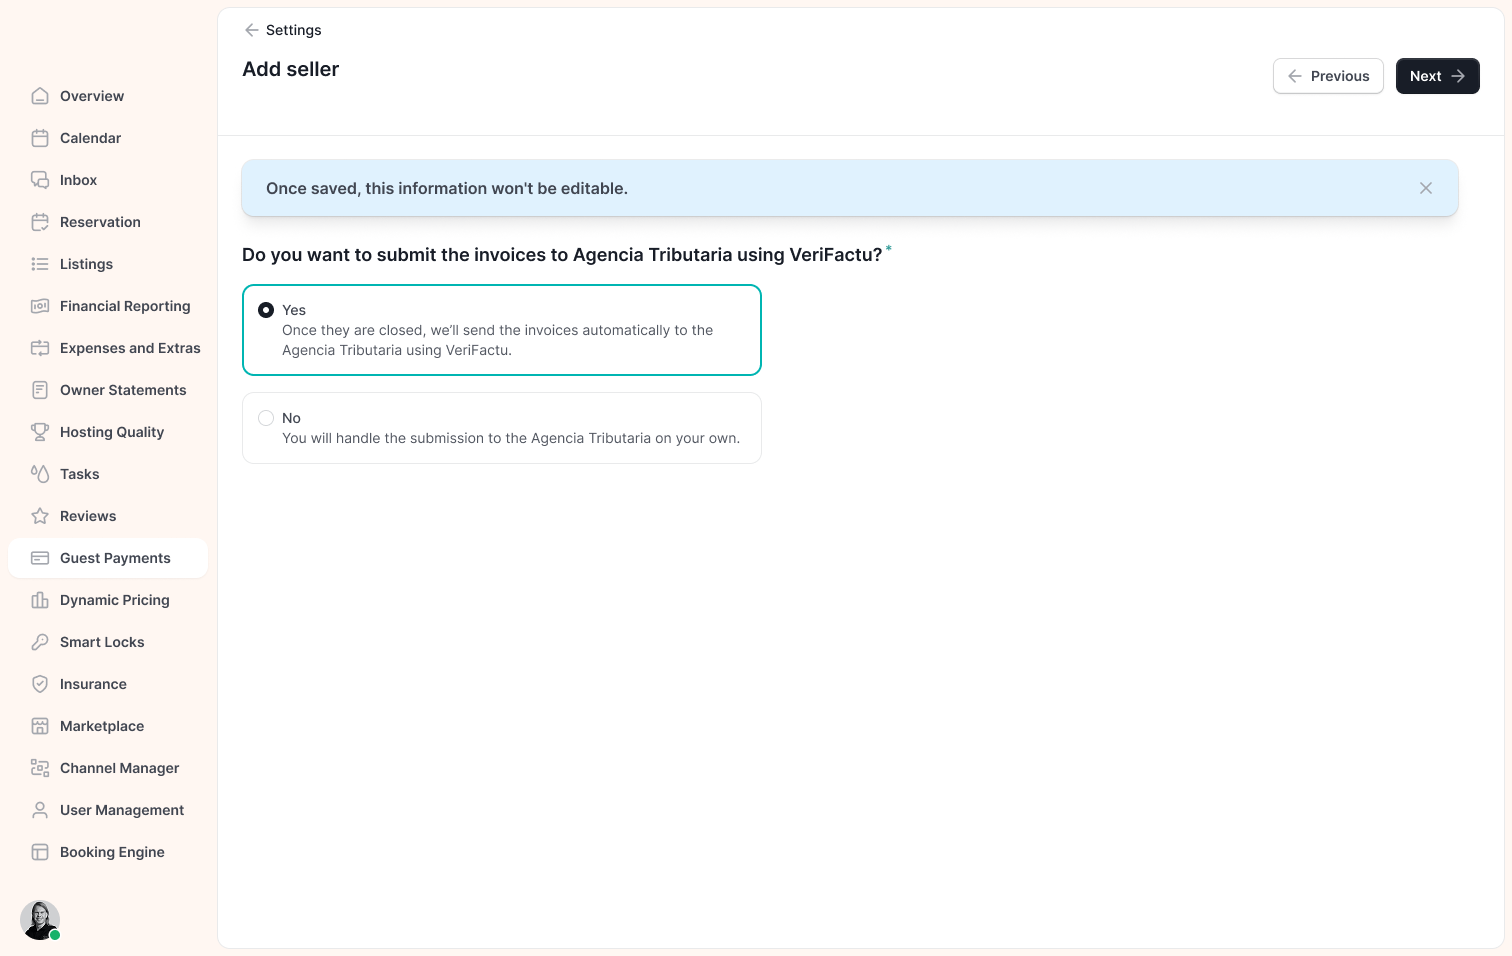 Settings
Add seller
Previous
Next
Overview
Calendar
Inbox
Reservation
Listings
Financial Reporting
Expenses and Extras
Owner Statements
Hosting Quality
Tasks
Reviews
Guest Payments
Dynamic Pricing
Smart Locks
Insurance
Marketplace
Channel Manager
User Management
Booking Engine
Once saved, this information won't be editable.
Do you want to submit the invoices to Agencia Tributaria using VeriFactu?*
Yes
Once they are closed, we’ll send the invoices automatically to the
Agencia Tributaria using VeriFactu.
No
You will handle the submission to the Agencia Tributaria on your own.